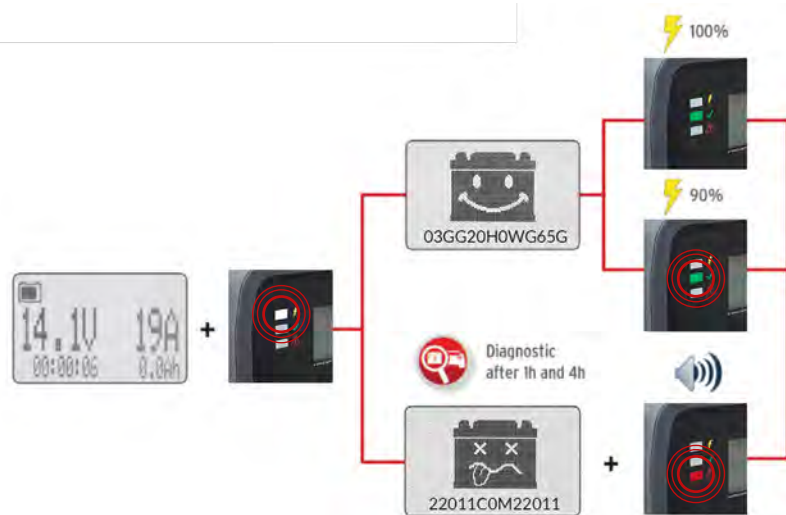 100%
90%
03GG20H0WG65G
14.1V 19A
00:00:06 0.0Ah
+
Diagnostic
after 1h and 4h
+
22011C0M22011